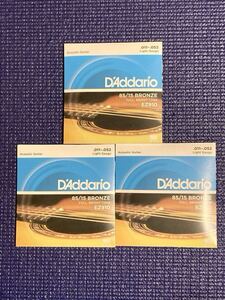 Acoustic Guitar
.011-.052
Light Gauge
D'Addario
85/15 BRONZE
EZ910
Acoustic Guitar
.011-.052
Light Gauge
D'Addario
85/15 BRONZE
EZ910
Acoustic Guitar
.011-.052
Light Gauge
D'Addario
85/15 BRONZE
EZ910